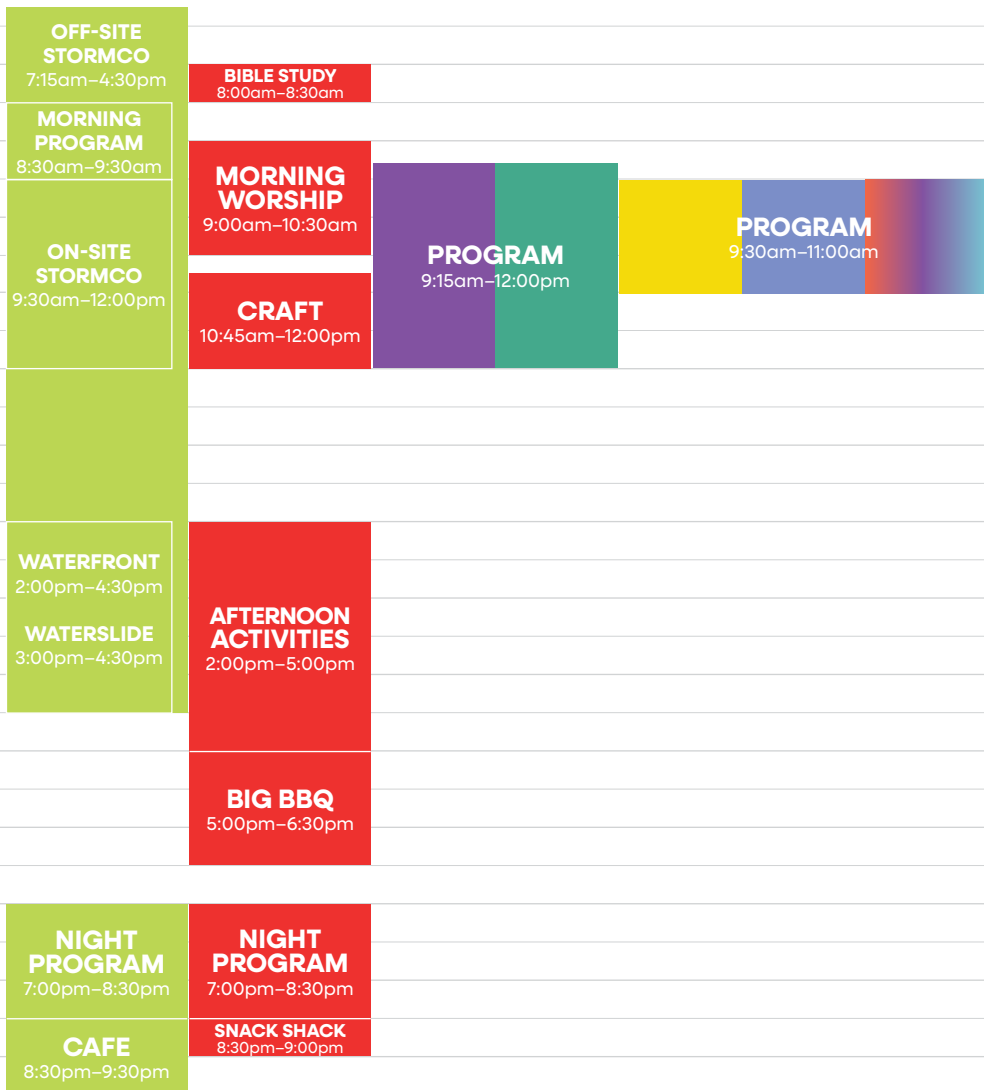 OFF-SITE
STORMCO
7:15am–4:30pm
MORNING
PROGRAM
8:30am–9:30am
ON-SITE
STORMCO
9:30am–12:00pm
WATERFRONT
2:00pm–4:30pm
WATERSLIDE
3:00pm–4:30pm
NIGHT
PROGRAM
7:00pm–8:30pm
CAFE
8:30pm–9:30pm
BIBLE STUDY
8:00am–8:30am
MORNING
WORSHIP
9:00am–10:30am
CRAFT
10:45am–12:00pm
AFTERNOON
ACTIVITIES
2:00pm–5:00pm
BIG BBQ
5:00pm–6:30pm
NIGHT
PROGRAM
7:00pm–8:30pm
SNACK SHACK
8:30pm–9:00pm
PROGRAM
9:15am–12:00pm
PROGRAM
9:30am–11:00am